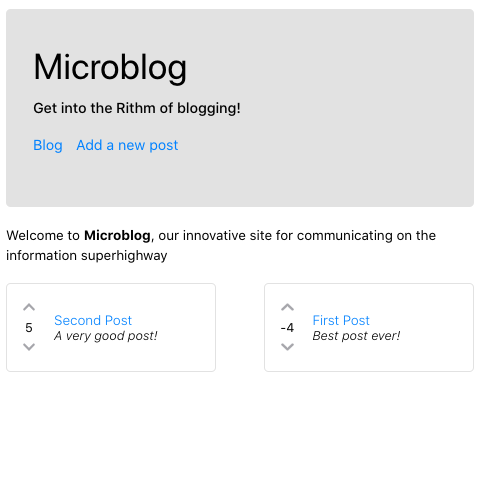 Microblog
Get into the Rithm of blogging!
Blog Add a new post
Welcome to Microblog, our innovative site for communicating on the
information superhighway
5
Second Post
A very good post!
-4
First Post
Best post ever!